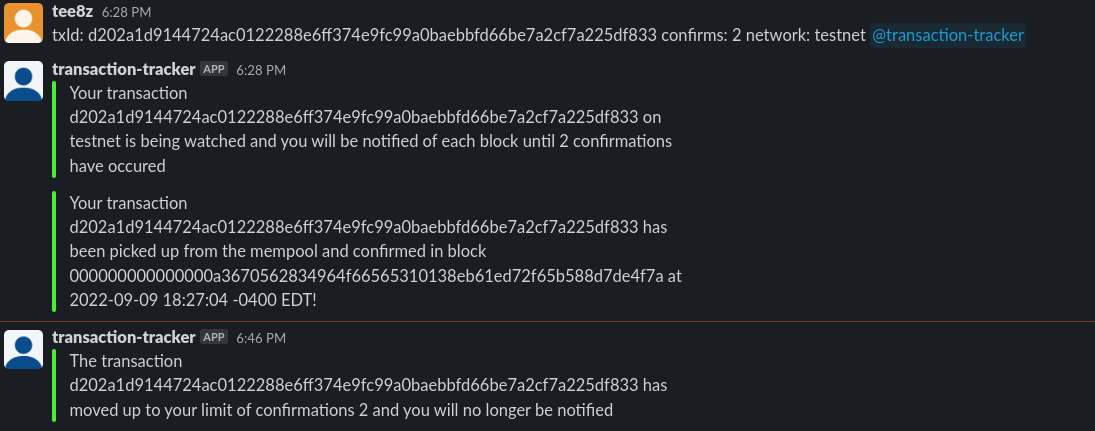 tee8z 6:28 PM
txId: d202a1d9144724ac0122288e6ff374e9fc99a0baebbfd66be7a2cf7a225df833 confirms: 2 network: testnet @transaction-tracker
transaction-tracker APP 6:28 PM
Your transaction
d202a1d9144724ac0122288e6ff374e9fc99a0baebbfd66be7a2cf7a225df833 on
testnet is being watched and you will be notified of each block until 2 confirmations
have occured
Your transaction
d202a1d9144724ac0122288e6ff374e9fc99a0baebbfd66be7a2cf7a225df833 has
been picked up from the mempool and confirmed in block
000000000000000a3670562834964f66565310138eb61ed72f65b588d7de4f7a at
2022-09-09 18:27:04 -0400 EDT!
transaction-tracker APP 6:46 PM
The transaction
d202a1d9144724ac0122288e6ff374e9fc99a0baebbfd66be7a2cf7a225df833 has
moved up to your limit of confirmations 2 and you will no longer be notified